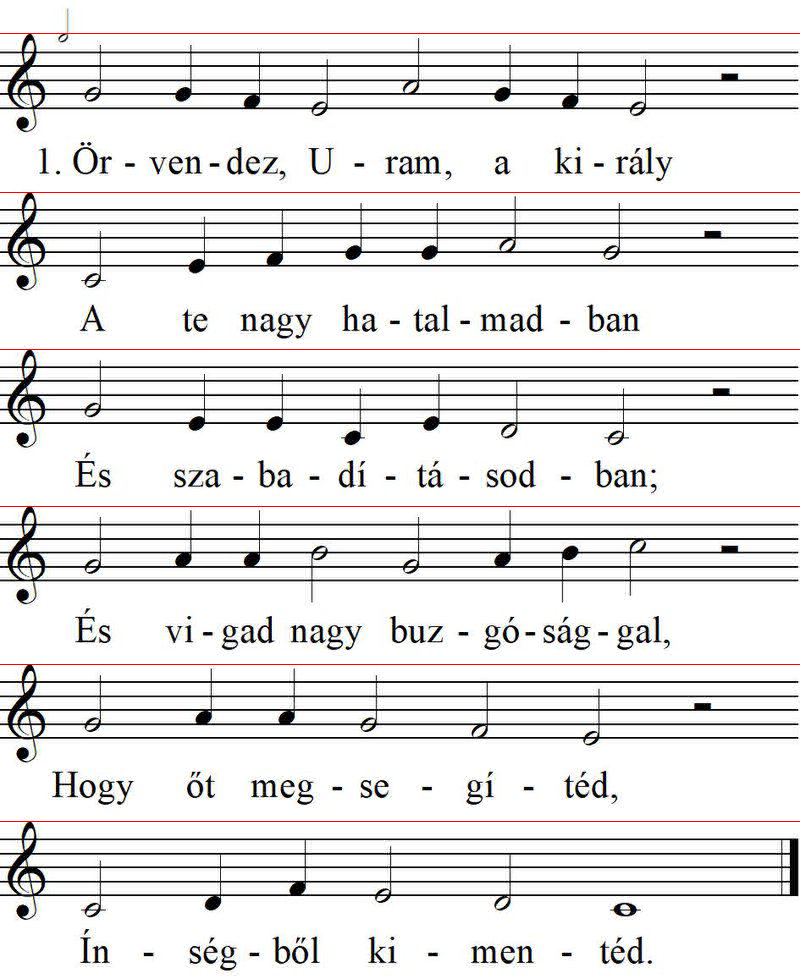 1. Ör - ven - dez, U - ram, a ki - rály
A te nagy ha - tal - mad - ban
És sza - ba - dí - tá - sod - ban;
És vi - gad nagy buz - gó - ság - gal,
Hogy őt meg - se - gí - téd,
Ín - ség - ből ki - men - téd.